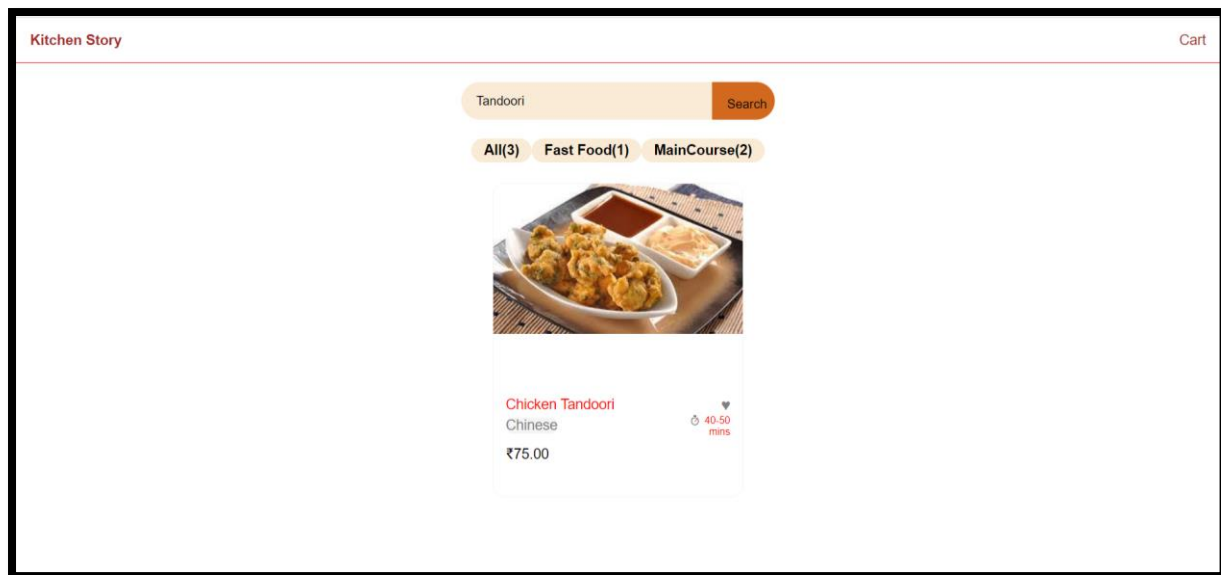 Kitchen Story
Cart
Tandoori
Search
All(3) Fast Food(1) MainCourse(2)
Chicken Tandoori
Chinese
40-50
mins
₹75.00